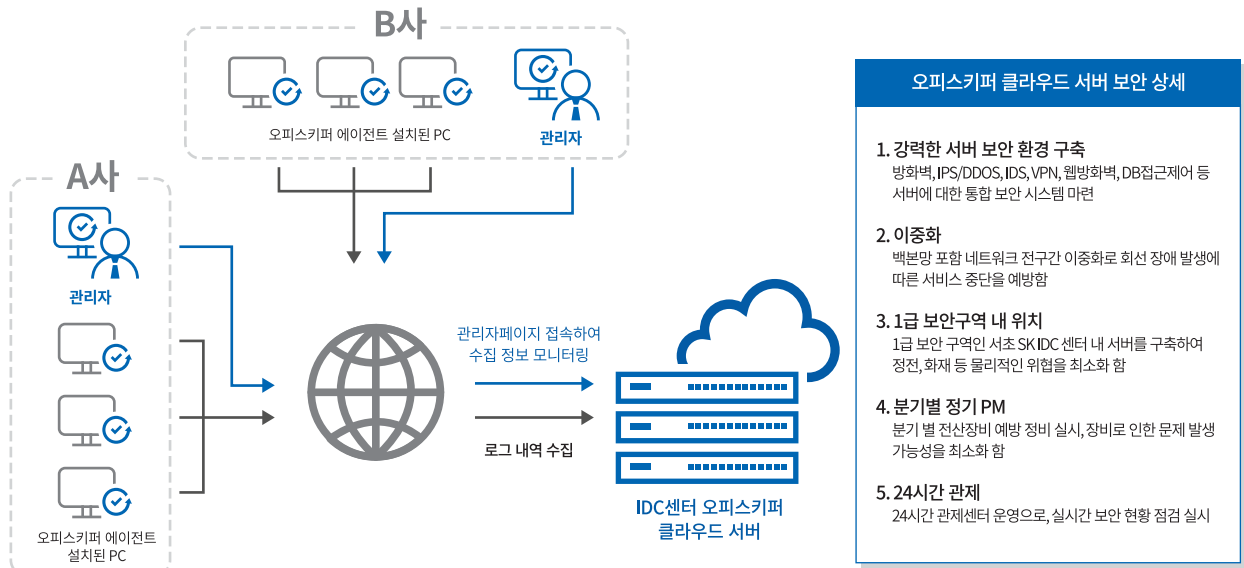 B사
오피스키퍼 에이전트 설치된 PC
관리자
A사
관리자
오피스키퍼 에이전트
설치된 PC
관리자페이지 접속하여
수집 정보 모니터링
로그 내역 수집
IDC센터 오피스키퍼
클라우드 서버
오피스키퍼 클라우드 서버 보안 상세
1. 강력한 서버 보안 환경 구축
방화벽, IPS/DDOS, IDS, VPN, 웹방화벽, DB접근제어 등
서버에 대한 통합 보안 시스템 마련
2. 이중화
백본망 포함 네트워크 전구간 이중화로 회선 장애 발생에
따른 서비스 중단을 예방함
3. 1급 보안구역 내 위치
1급 보안 구역인 서초 SK IDC 센터 내 서버를 구축하여
정전, 화재 등 물리적인 위협을 최소화 함
4. 분기별 정기 PM
분기 별 전산장비 예방 정비 실시, 장비로 인한 문제 발생
가능성을 최소화 함
5. 24시간 관제
24시간 관제센터 운영으로, 실시간 보안 현황 점검 실시